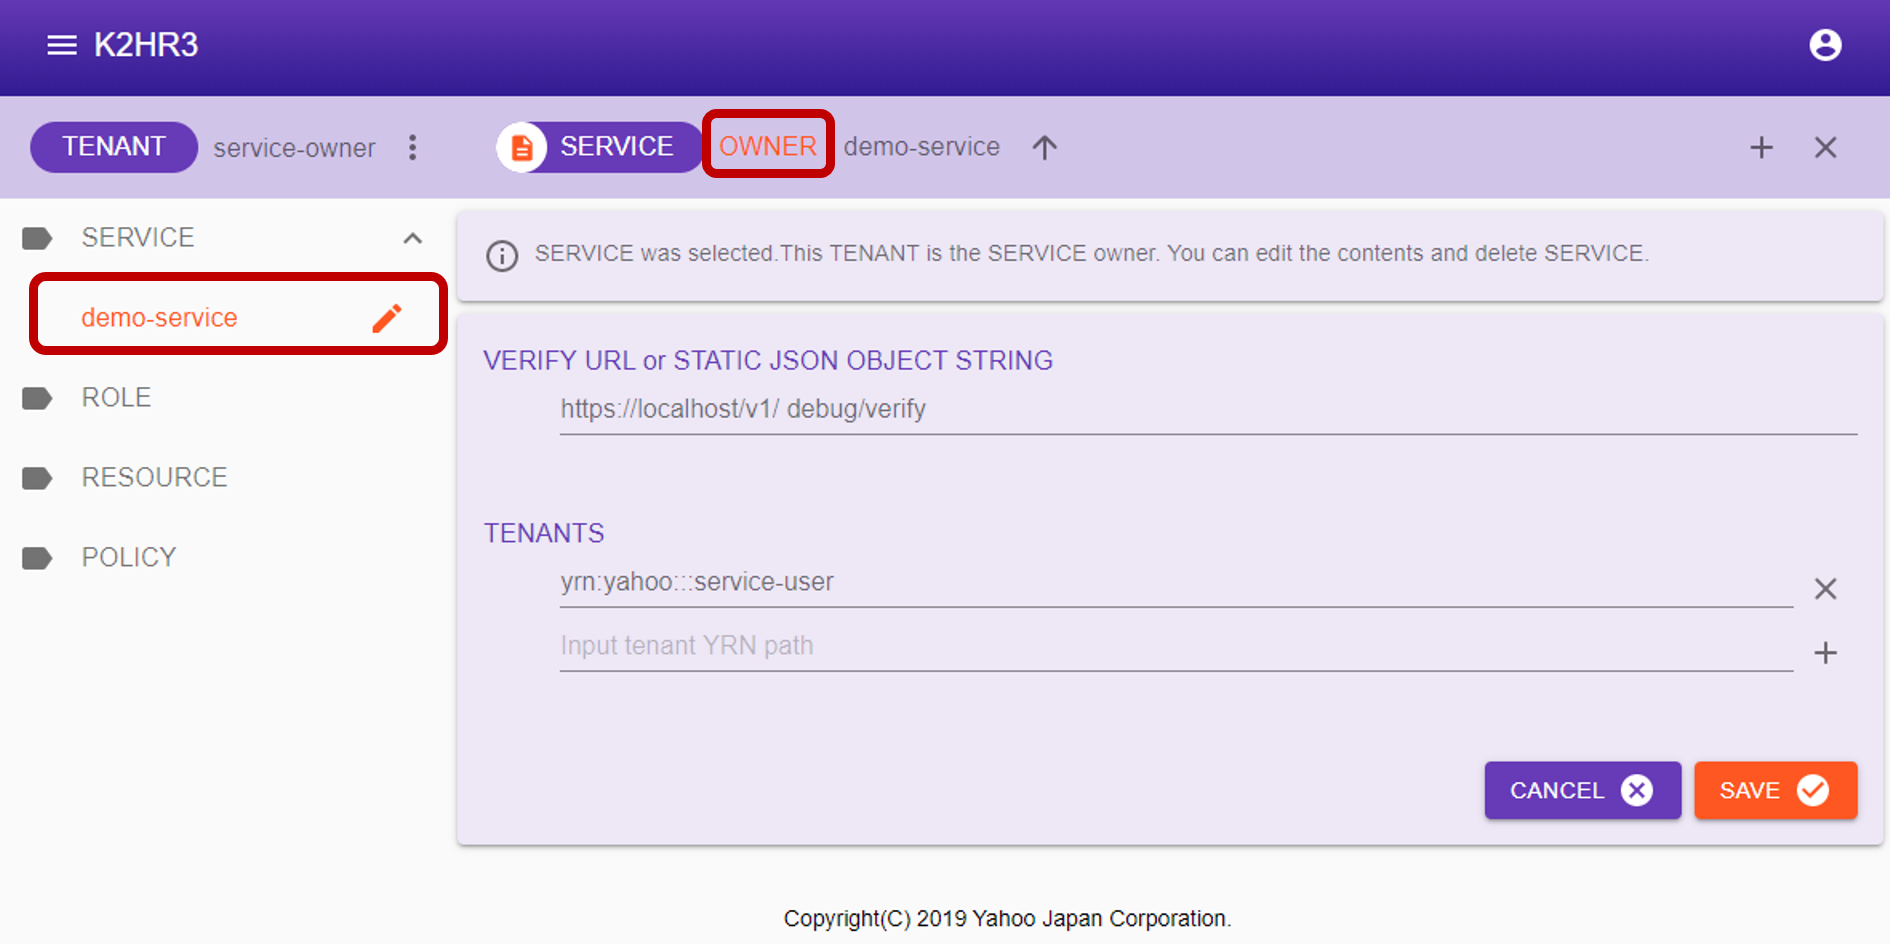 K2HR3
TENANT service-owner SERVICE OWNER demo-service
SERVICE
demo-service
ROLE
RESOURCE
POLICY
SERVICE was selected.This TENANT is the SERVICE owner. You can edit the contents and delete SERVICE.
VERIFY URL or STATIC JSON OBJECT STRING
https://localhost/v1/ debug/verify
TENANTS
yrn:yahoo:::service-user
Input tenant YRN path
CANCEL SAVE
Copyright(C) 2019 Yahoo Japan Corporation.